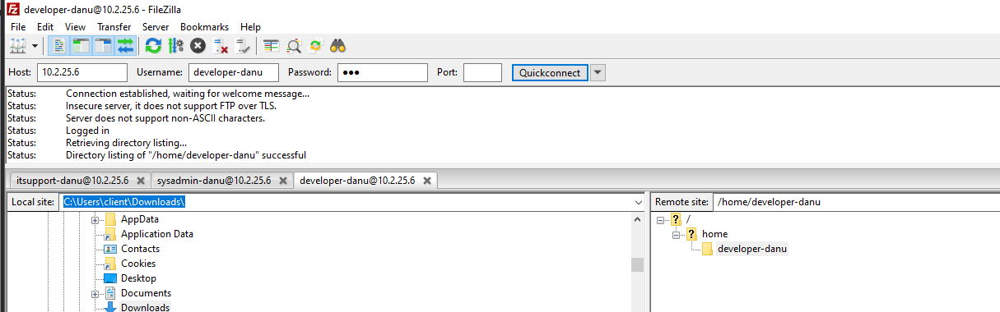 developer-danu@10.2.25.6 - FileZilla
File Edit View Transfer Server Bookmarks Help
Host: 10.2.25.6 Username: developer-danu Password: ●●● Port: Quickconnect
Status: Connection established, waiting for welcome message...
Status: Insecure server, it does not support FTP over TLS.
Status: Server does not support non-ASCII characters.
Status: Logged in
Status: Retrieving directory listing...
Status: Directory listing of "/home/developer-danu" successful
itsupport-danu@10.2.25.6 sysadmin-danu@10.2.25.6 developer-danu@10.2.25.6
Local site: C:\Users\client\Downloads\
AppData
Application Data
Contacts
Cookies
Desktop
Documents
Downloads
Remote site: /home/developer-danu
/
home
developer-danu